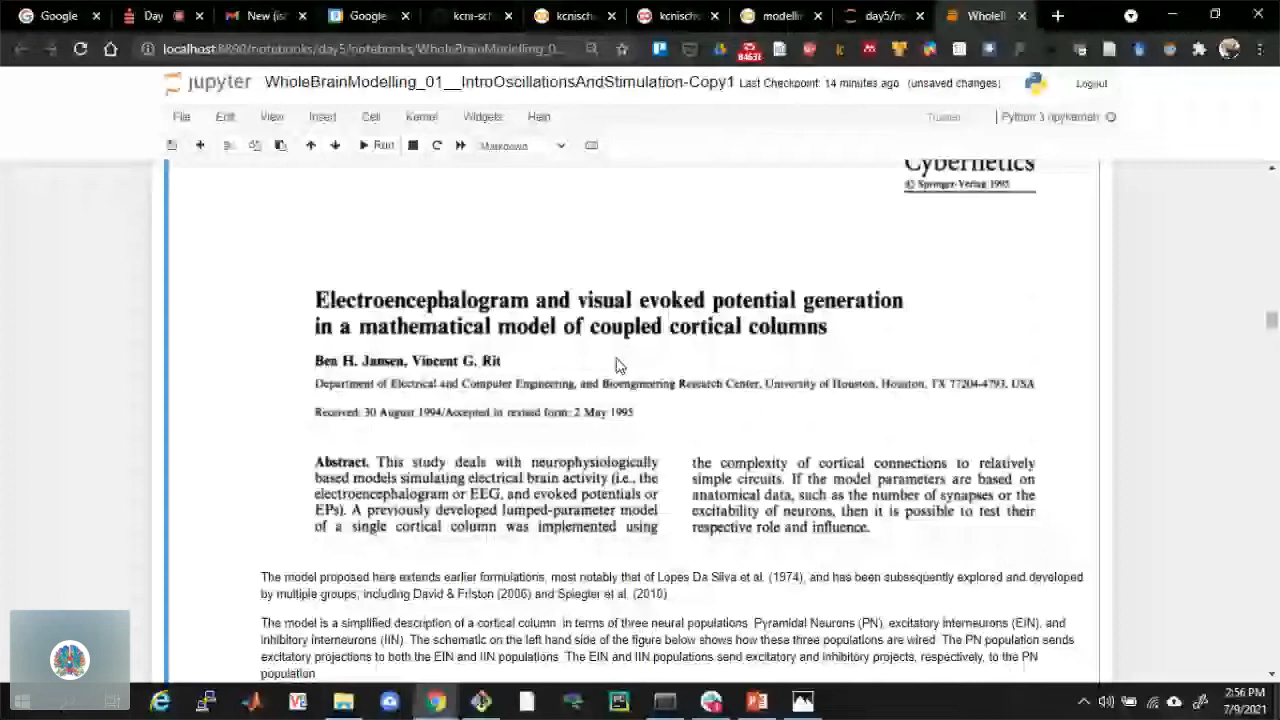 Google
Day
New (is
Google
kcni-sch
kcnischo
kcnischo
modellin
day5/no
WholeBr
localhost:8890/notebooks/day5/notebooks/WholeBrainModelling_0...
jupyter WholeBrainModelling_01__IntroOscillationsAndStimulation-Copy1 Last Checkpoint: 14 minutes ago (unsaved changes) Logout
File Edit View Insert Cell Kernel Widgets Help Trusted Python 3 (ipykernel)
Run Markdown
Cybernetics
© Springer-Verlag 1995
Electroencephalogram and visual evoked potential generation
in a mathematical model of coupled cortical columns
Ben H. Jansen, Vincent G. Rit
Department of Electrical and Computer Engineering, and Bioengineering Research Center, University of Houston, Houston, TX 77204-4793, USA
Received: 30 August 1994/Accepted in revised form: 2 May 1995
Abstract. This study deals with neurophysiologically
based models simulating electrical brain activity (i.e., the
electroencephalogram or EEG, and evoked potentials or
EPs). A previously developed lumped-parameter model
of a single cortical column was implemented using
the complexity of cortical connections to relatively
simple circuits. If the model parameters are based on
anatomical data, such as the number of synapses or the
excitability of neurons, then it is possible to test their
respective role and influence.
The model proposed here extends earlier formulations, most notably that of Lopes Da Silva et al. (1974), and has been subsequently explored and developed
by multiple groups, including David & Friston (2006) and Spiegler et al. (2010)
The model is a simplified description of a cortical column in terms of three neural populations Pyramidal Neurons (PN), excitatory interneurons (EIN), and
inhibitory interneurons (IIN). The schematic on the left hand side of the figure below shows how these three populations are wired The PN population sends
excitatory projections to both the EIN and IIN populations The EIN and IIN populations send excitatory and inhibitory projects, respectively, to the PN
population
2:56 PM
7/9/2021